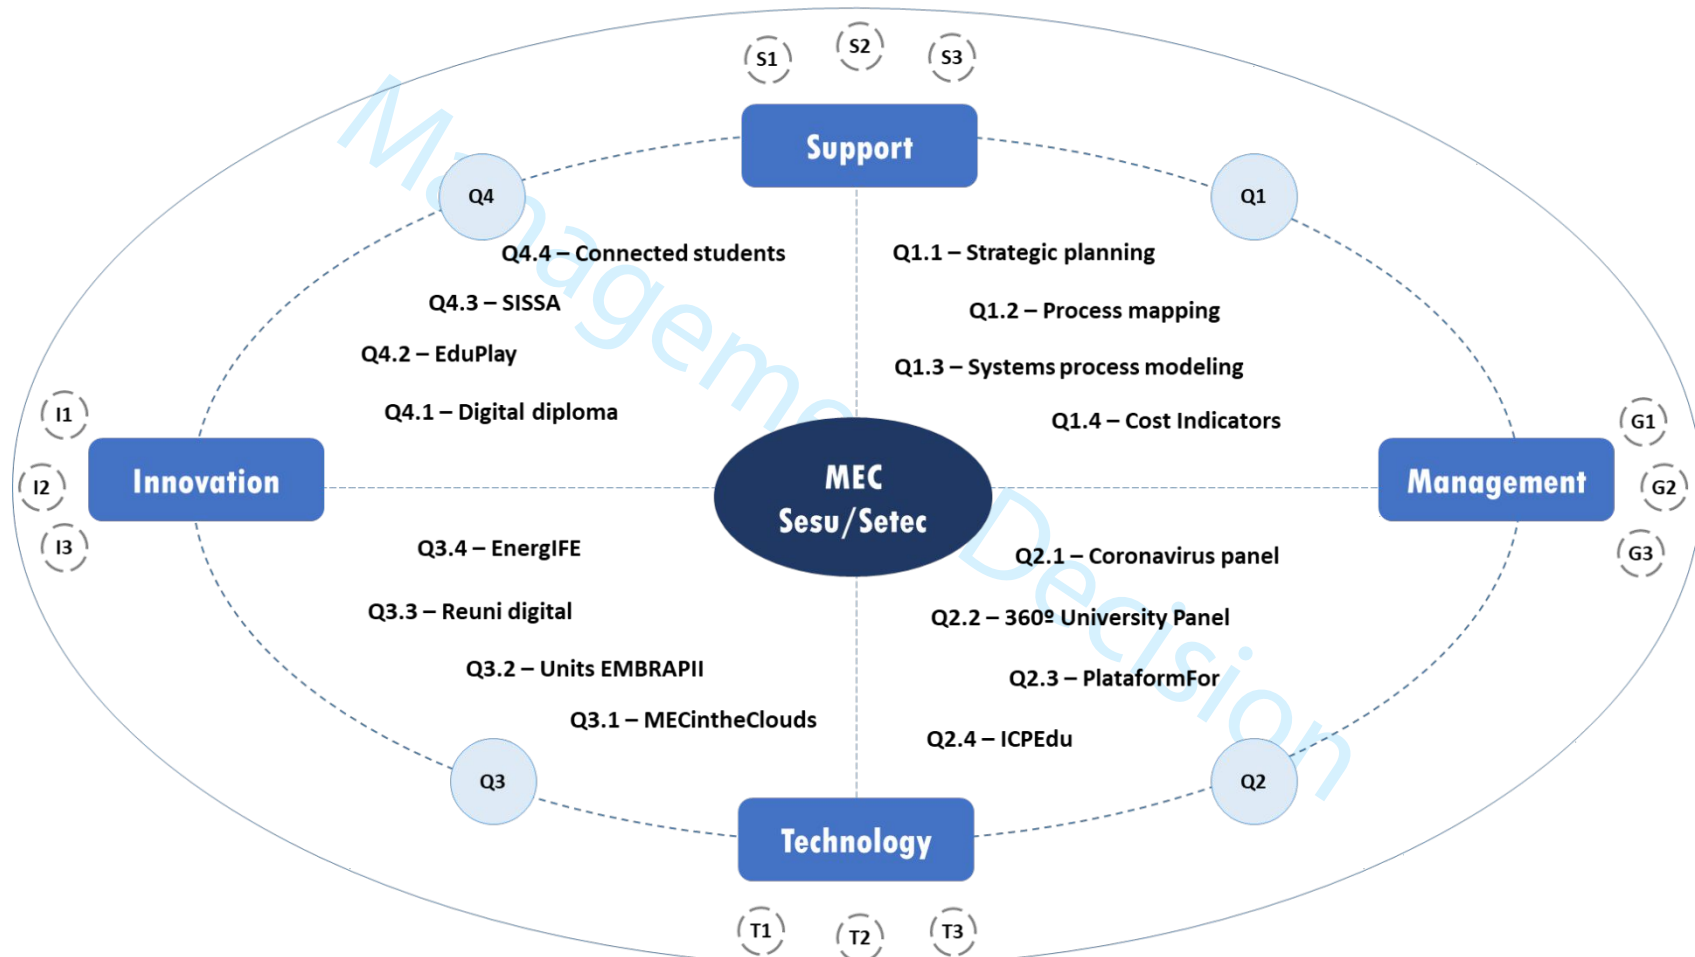 S1
S2
S3
Support
Q4
Q1
Q4.4 – Connected students
Q4.3 – SISSA
Q4.2 – EduPlay
Q4.1 – Digital diploma
Q1.1 – Strategic planning
Q1.2 – Process mapping
Q1.3 – Systems process modeling
Q1.4 – Cost Indicators
I1
I2
I3
Innovation
MEC
Sesu/Setec
Management
G1
G2
G3
Q3.4 – EnergIFE
Q3.3 – Reuni digital
Q3.2 – Units EMBRAPII
Q3.1 – MECintheClouds
Q2.1 – Coronavirus panel
Q2.2 – 360º University Panel
Q2.3 – PlataformFor
Q2.4 – ICPEdu
Q3
Q2
Technology
T1
T2
T3
Management Decision